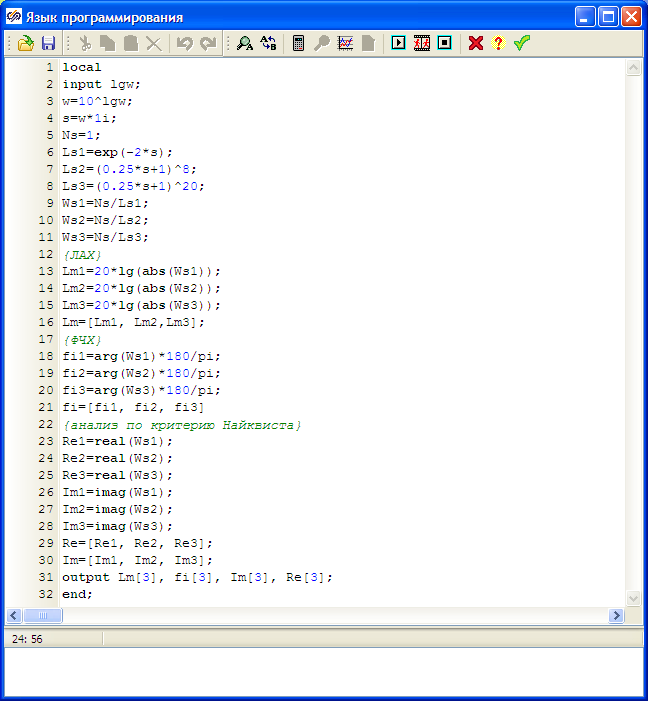 Язык программирования
1 local
2 input lgw;
3 w=10^lgw;
4 s=w*1i;
5 Ns=1;
6 Ls1=exp(-2*s);
7 Ls2=(0.25*s+1)^8;
8 Ls3=(0.25*s+1)^20;
9 Ws1=Ns/Ls1;
10 Ws2=Ns/Ls2;
11 Ws3=Ns/Ls3;
12 {ЛАХ}
13 Lm1=20*lg(abs(Ws1));
14 Lm2=20*lg(abs(Ws2));
15 Lm3=20*lg(abs(Ws3));
16 Lm=[Lm1, Lm2,Lm3];
17 {ФЧХ}
18 fi1=arg(Ws1)*180/pi;
19 fi2=arg(Ws2)*180/pi;
20 fi3=arg(Ws3)*180/pi;
21 fi=[fi1, fi2, fi3]
22 {анализ по критерию Найквиста}
23 Re1=real(Ws1);
24 Re2=real(Ws2);
25 Re3=real(Ws3);
26 Im1=imag(Ws1);
27 Im2=imag(Ws2);
28 Im3=imag(Ws3);
29 Re=[Re1, Re2, Re3];
30 Im=[Im1, Im2, Im3];
31 output Lm[3], fi[3], Im[3], Re[3];
32 end;
24: 56